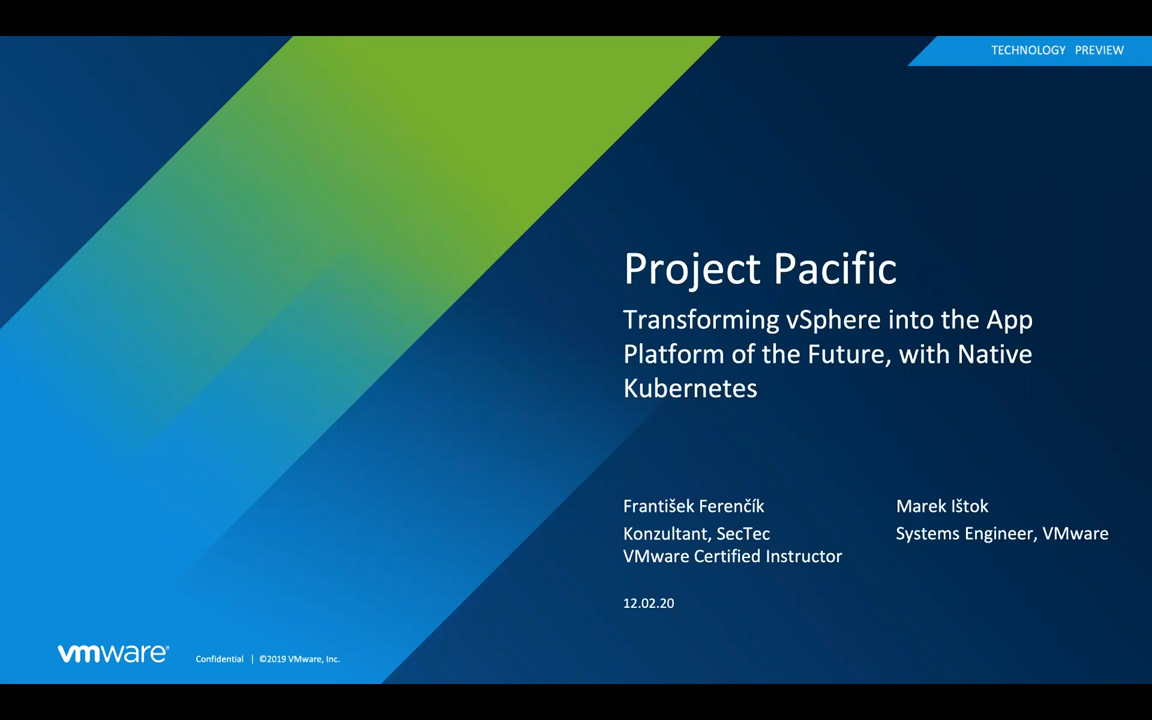 TECHNOLOGY PREVIEW
Project Pacific
Transforming vSphere into the App
Platform of the Future, with Native
Kubernetes
František Ferenčík
Konzultant, SecTec
VMware Certified Instructor
Marek Ištok
Systems Engineer, VMware
12.02.20
vmware®
Confidential | ©2019 VMware, Inc.